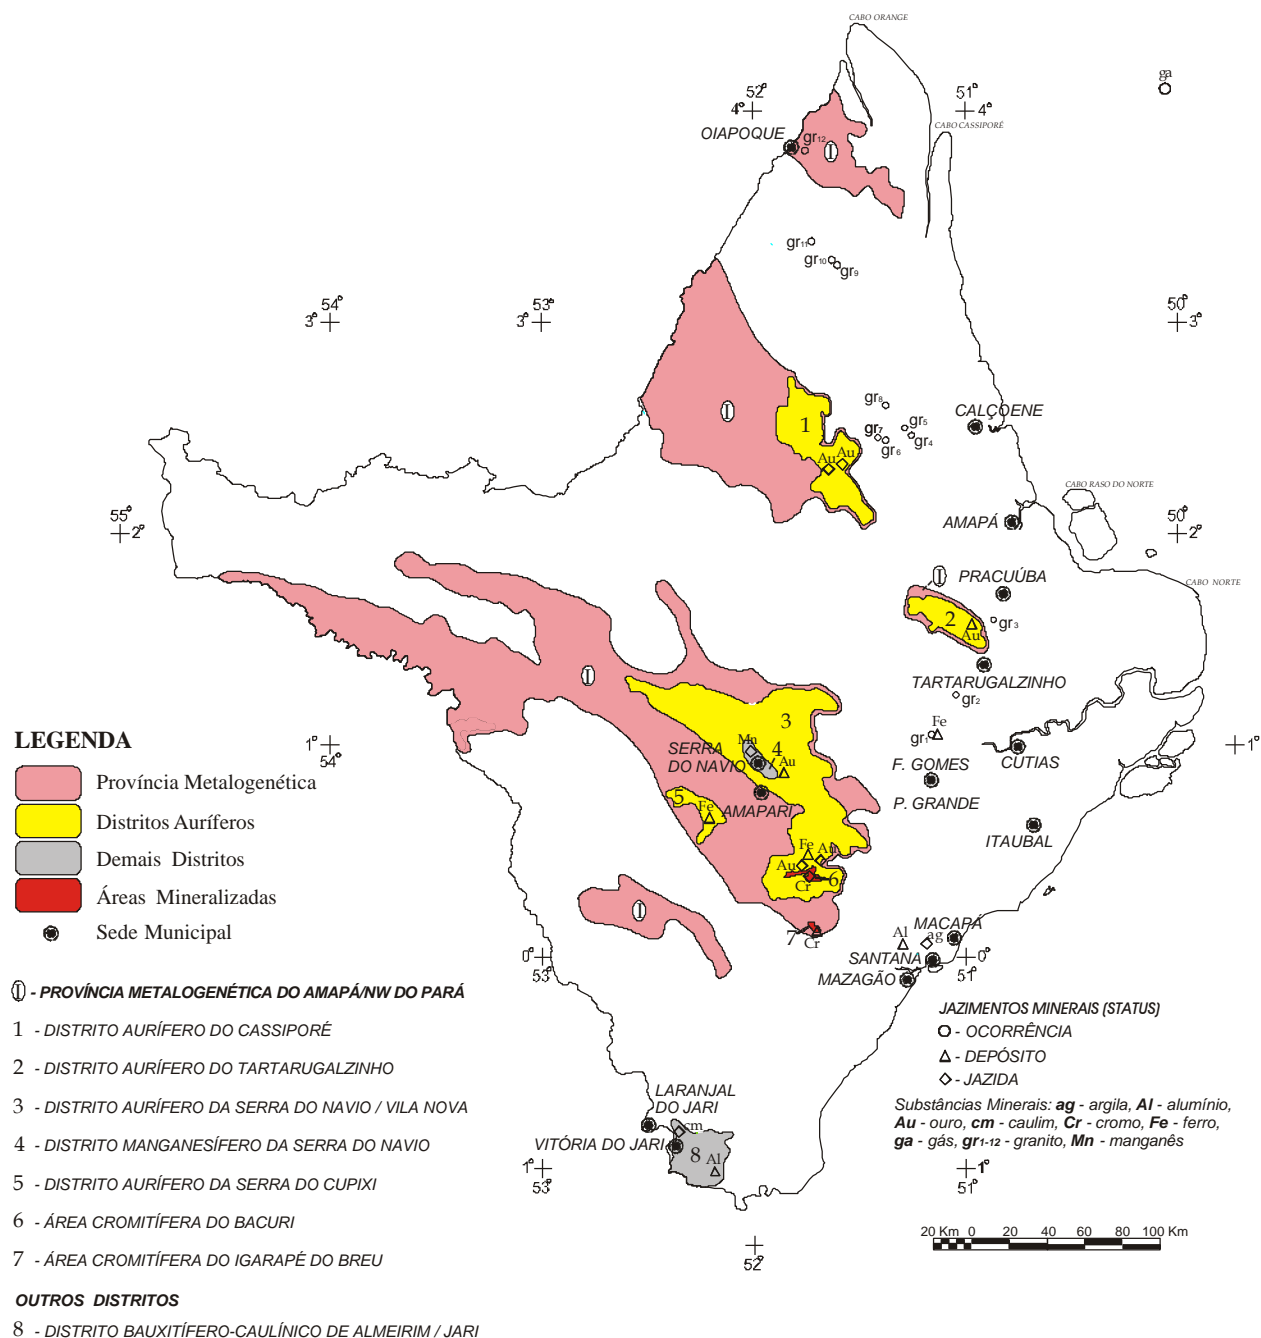 CABO ORANGE
ga
52°
4°
51°
4°
CABO CASSIPORÉ
OIAPOQUE
gr12
I
gr11
gr10
gr9
54°
3°
53°
3°
50°
3°
I
gr8
1
gr5
CALÇOENE
gr7
gr4
gr6
Au
Au
CABO RASO DO NORTE
55°
2°
AMAPÁ
50°
2°
I
PRACUÚBA
CABO NORTE
2
Au
gr3
I
TARTARUGALZINHO
gr2
3
Fe
gr1
LEGENDA
1°
54°
Mn
SERRA
DO NAVIO
4
Au
CUTIAS
1°
F. GOMES
P. GRANDE
Província Metalogenética
5
Fe
AMAPARI
Distritos Auríferos
ITAUBAL
Demais Distritos
Fe
Au
Au
Cr
6
Áreas Mineralizadas
I
Sede Municipal
7
Cr
MACAPÁ
Al
ag
SANTANA
0°
53°
0°
51°
MAZAGÃO
I - PROVÍNCIA METALOGENÉTICA DO AMAPÁ/NW DO PARÁ
1 - DISTRITO AURÍFERO DO CASSIPORÉ
2 - DISTRITO AURÍFERO DO TARTARUGALZINHO
3 - DISTRITO AURÍFERO DA SERRA DO NAVIO / VILA NOVA
4 - DISTRITO MANGANESÍFERO DA SERRA DO NAVIO
5 - DISTRITO AURÍFERO DA SERRA DO CUPIXI
6 - ÁREA CROMITÍFERA DO BACURI
7 - ÁREA CROMITÍFERA DO IGARAPÉ DO BREU
OUTROS DISTRITOS
8 - DISTRITO BAUXITÍFERO-CAULÍNICO DE ALMEIRIM / JARI
LARANJAL
DO JARI
cm
VITÓRIA DO JARI
8
Al
1°
53°
52°
1°
51°
JAZIMENTOS MINERAIS (STATUS)
- OCORRÊNCIA
- DEPÓSITO
- JAZIDA
Substâncias Minerais: ag - argila, Al - alumínio,
Au - ouro, cm - caulim, Cr - cromo, Fe - ferro,
ga - gás, gr1-12 - granito, Mn - manganês
20 Km 0 20 40 60 80 100 Km